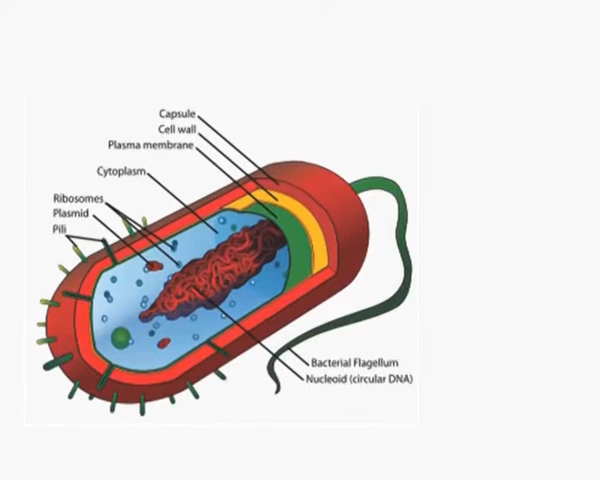 Capsule
Cell wall
Plasma membrane
Cytoplasm
Ribosomes
Plasmid
Pili
Bacterial Flagellum
Nucleoid (circular DNA)